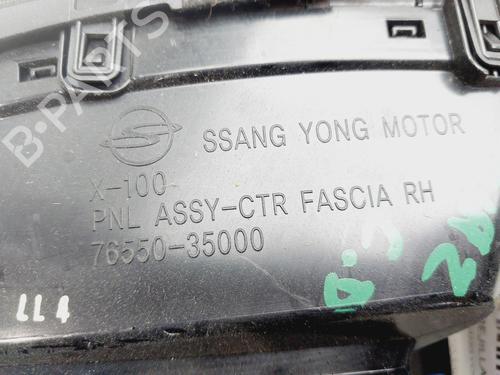 B-PARTS
SSANG YONG MOTOR
X-100
PNL ASSY-CTR FASCIA RH
76550-35000